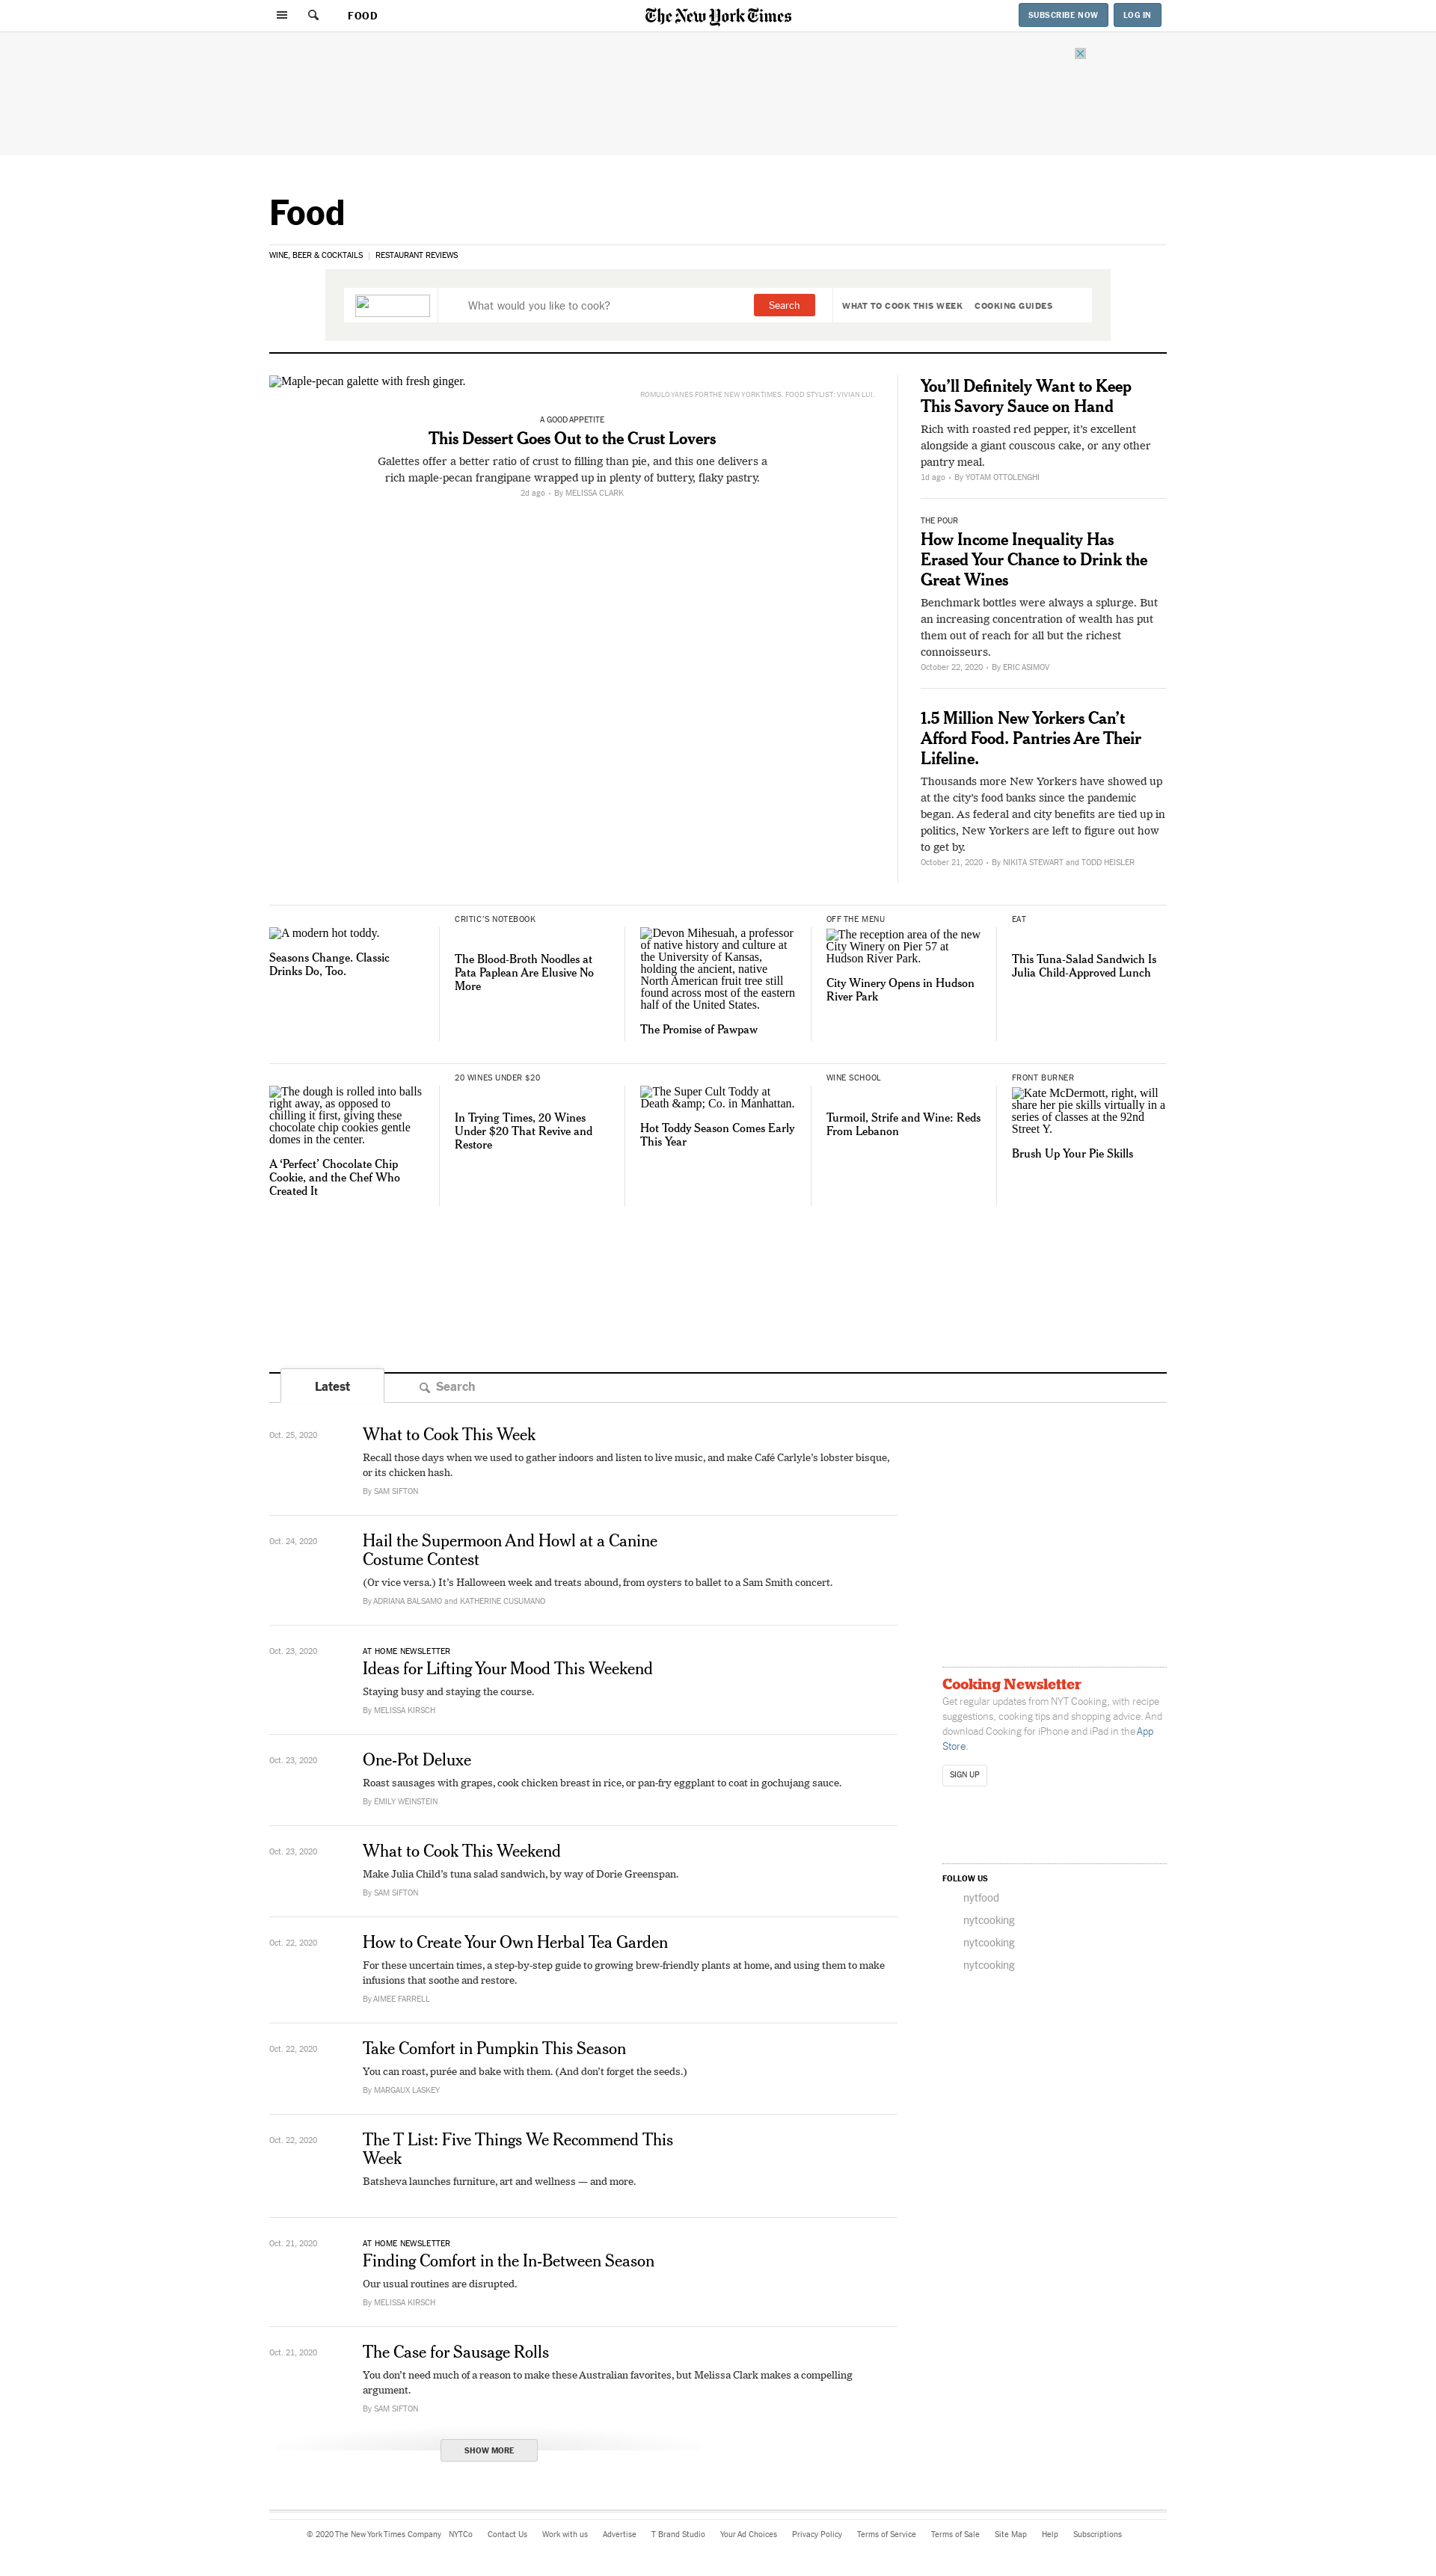 FOOD
The New York Times
SUBSCRIBE NOW
LOG IN
Food
WINE, BEER & COCKTAILS | RESTAURANT REVIEWS
What would you like to cook?
Search
WHAT TO COOK THIS WEEK
COOKING GUIDES
Maple-pecan galette with fresh ginger.
ROMULO YANES FOR THE NEW YORK TIMES. FOOD STYLIST: VIVIAN LUI.
A GOOD APPETITE
This Dessert Goes Out to the Crust Lovers
Galettes offer a better ratio of crust to filling than pie, and this one delivers a
rich maple-pecan frangipane wrapped up in plenty of buttery, flaky pastry.
2d ago • By MELISSA CLARK
You’ll Definitely Want to Keep
This Savory Sauce on Hand
Rich with roasted red pepper, it’s excellent
alongside a giant couscous cake, or any other
pantry meal.
1d ago • By YOTAM OTTOLENGHI
THE POUR
How Income Inequality Has
Erased Your Chance to Drink the
Great Wines
Benchmark bottles were always a splurge. But
an increasing concentration of wealth has put
them out of reach for all but the richest
connoisseurs.
October 22, 2020 • By ERIC ASIMOV
1.5 Million New Yorkers Can’t
Afford Food. Pantries Are Their
Lifeline.
Thousands more New Yorkers have showed up
at the city’s food banks since the pandemic
began. As federal and city benefits are tied up in
politics, New Yorkers are left to figure out how
to get by.
October 21, 2020 • By NIKITA STEWART and TODD HEISLER
A modern hot toddy.
Seasons Change. Classic
Drinks Do, Too.
CRITIC’S NOTEBOOK
The Blood-Broth Noodles at
Pata Paplean Are Elusive No
More
Devon Mihesuah, a professor
of native history and culture at
the University of Kansas,
holding the ancient, native
North American fruit tree still
found across most of the eastern
half of the United States.
The Promise of Pawpaw
OFF THE MENU
The reception area of the new
City Winery on Pier 57 at
Hudson River Park.
City Winery Opens in Hudson
River Park
EAT
This Tuna-Salad Sandwich Is
Julia Child-Approved Lunch
The dough is rolled into balls
right away, as opposed to
chilling it first, giving these
chocolate chip cookies gentle
domes in the center.
A ‘Perfect’ Chocolate Chip
Cookie, and the Chef Who
Created It
20 WINES UNDER $20
In Trying Times, 20 Wines
Under $20 That Revive and
Restore
The Super Cult Toddy at
Death &amp; Co. in Manhattan.
Hot Toddy Season Comes Early
This Year
WINE SCHOOL
Turmoil, Strife and Wine: Reds
From Lebanon
FRONT BURNER
Kate McDermott, right, will
share her pie skills virtually in a
series of classes at the 92nd
Street Y.
Brush Up Your Pie Skills
Latest
Search
Oct. 25, 2020
What to Cook This Week
Recall those days when we used to gather indoors and listen to live music, and make Café Carlyle’s lobster bisque,
or its chicken hash.
By SAM SIFTON
Oct. 24, 2020
Hail the Supermoon And Howl at a Canine
Costume Contest
(Or vice versa.) It’s Halloween week and treats abound, from oysters to ballet to a Sam Smith concert.
By ADRIANA BALSAMO and KATHERINE CUSUMANO
Oct. 23, 2020
AT HOME NEWSLETTER
Ideas for Lifting Your Mood This Weekend
Staying busy and staying the course.
By MELISSA KIRSCH
Oct. 23, 2020
One-Pot Deluxe
Roast sausages with grapes, cook chicken breast in rice, or pan-fry eggplant to coat in gochujang sauce.
By EMILY WEINSTEIN
Oct. 23, 2020
What to Cook This Weekend
Make Julia Child’s tuna salad sandwich, by way of Dorie Greenspan.
By SAM SIFTON
Oct. 22, 2020
How to Create Your Own Herbal Tea Garden
For these uncertain times, a step-by-step guide to growing brew-friendly plants at home, and using them to make
infusions that soothe and restore.
By AIMEE FARRELL
Oct. 22, 2020
Take Comfort in Pumpkin This Season
You can roast, purée and bake with them. (And don’t forget the seeds.)
By MARGAUX LASKEY
Oct. 22, 2020
The T List: Five Things We Recommend This
Week
Batsheva launches furniture, art and wellness — and more.
Oct. 21, 2020
AT HOME NEWSLETTER
Finding Comfort in the In-Between Season
Our usual routines are disrupted.
By MELISSA KIRSCH
Oct. 21, 2020
The Case for Sausage Rolls
You don’t need much of a reason to make these Australian favorites, but Melissa Clark makes a compelling
argument.
By SAM SIFTON
SHOW MORE
Cooking Newsletter
Get regular updates from NYT Cooking, with recipe
suggestions, cooking tips and shopping advice. And
download Cooking for iPhone and iPad in the App
Store.
SIGN UP
FOLLOW US
nytfood
nytcooking
nytcooking
nytcooking
© 2020 The New York Times Company NYTCo Contact Us Work with us Advertise T Brand Studio Your Ad Choices Privacy Policy Terms of Service Terms of Sale Site Map Help Subscriptions